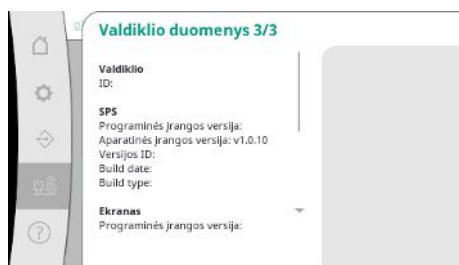 Valdiklio duomenys 3/3
Valdiklio
ID:
SPS
Programinės įrangos versija:
Aparatinės įrangos versija: v1.0.10
Versijos ID:
Build date:
Build type:
Ekranas
Programinės įrangos versija: